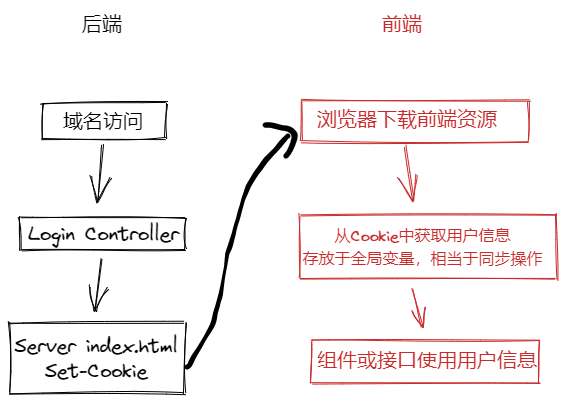 后端
域名访问
Login Controller
Server index.html
Set-Cookie
前端
浏览器下载前端资源
从Cookie中获取用户信息
存放于全局变量，相当于同步操作
组件或接口使用用户信息